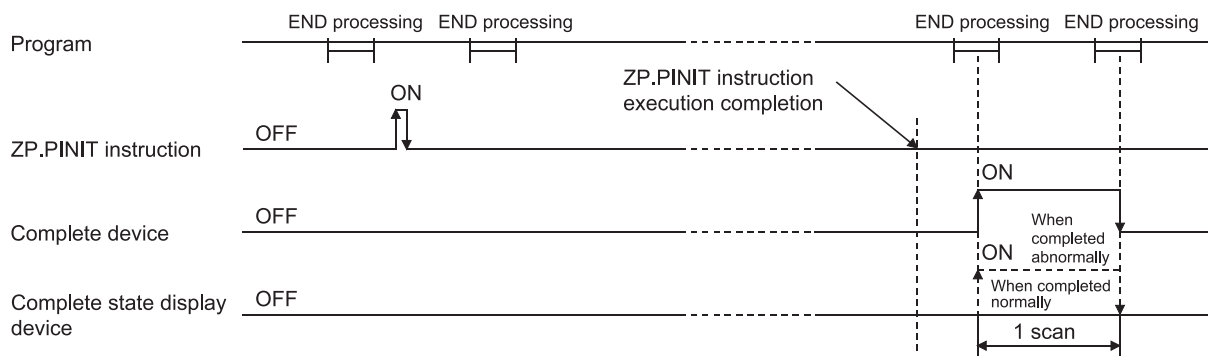 END processing END processing END processing END processing
Program
ZP.PINIT instruction
execution completion
ON
OFF
ZP.PINIT instruction
ON
OFF
Complete device
When
completed
abnormally
ON
OFF
When completed
normally
Complete state display
device
1 scan